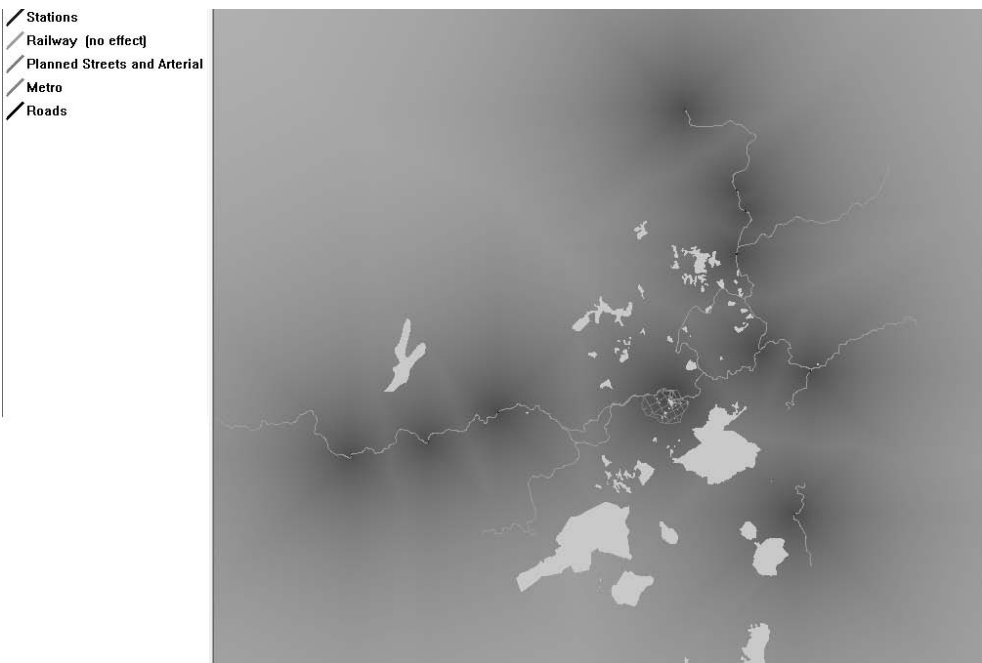 Stations
Railway (no effect)
Planned Streets and Arterial
Metro
Roads